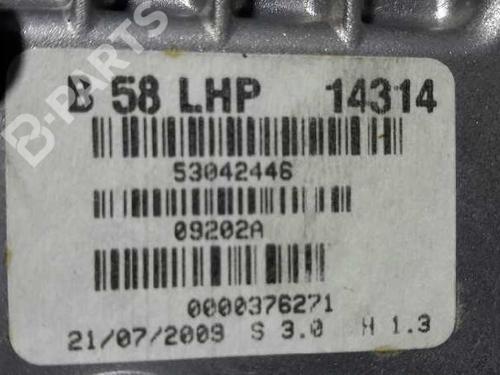 B-PARTS
B 58 LHP 14314
53042446
09202A
0000376271
21/07/2009 S 3.0 H 1.3